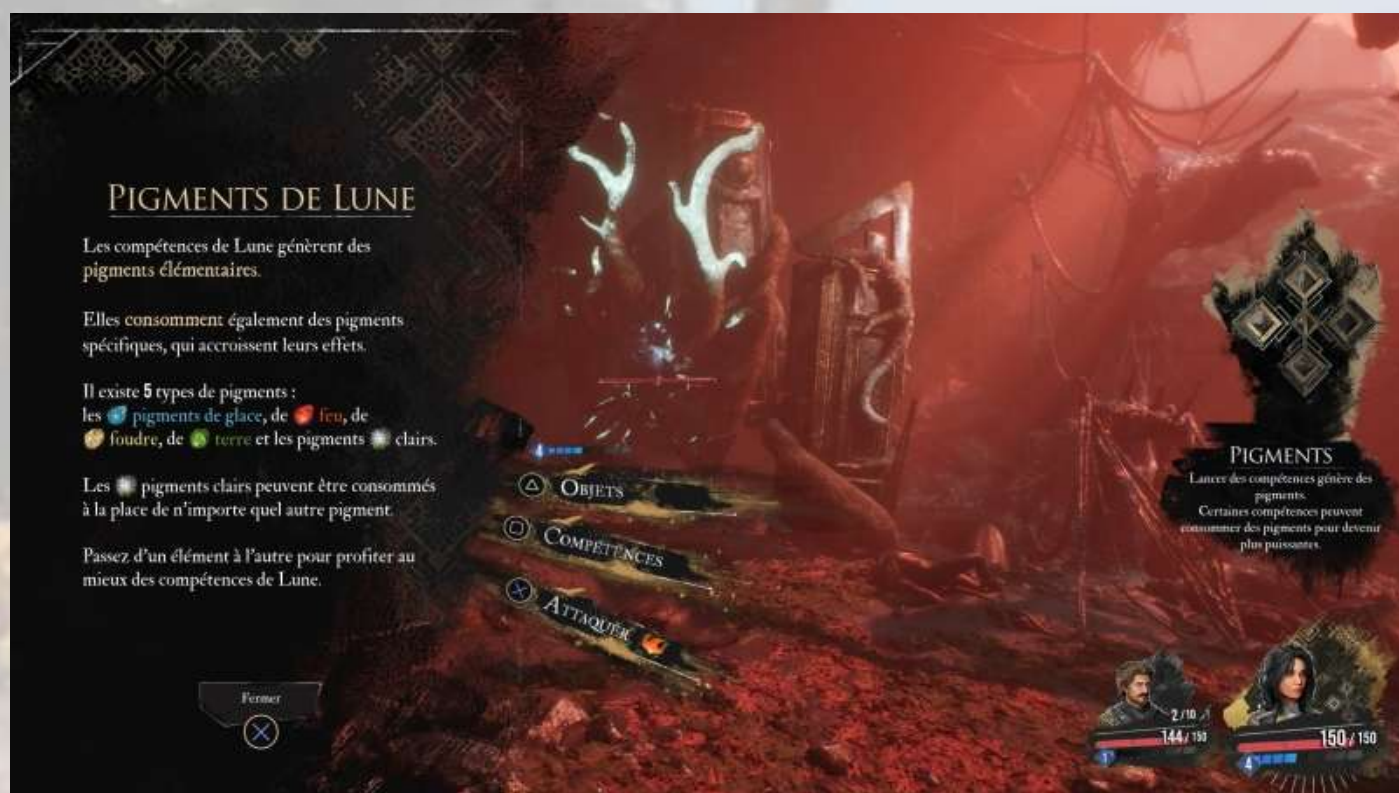 PIGMENTS DE LUNE
Les compétences de Lune génèrent des
pigments élémentaires.
Elles consomment également des pigments
spécifiques, qui accroissent leurs effets.
Il existe 5 types de pigments :
les pigments de glace, de feu, de
foudre, de terre et les pigments clairs.
Les pigments clairs peuvent être consommés
à la place de n'importe quel autre pigment.
Passez d'un élément à l'autre pour profiter au
mieux des compétences de Lune.
Fermer
4
OBJETS
COMPÉTENCES
ATTAQUER
PIGMENTS
Lancer des compétences génère des
pigments.
Certaines compétences peuvent
consommer des pigments pour devenir
plus puissantes.
2/10
144/150
1
150/150
4